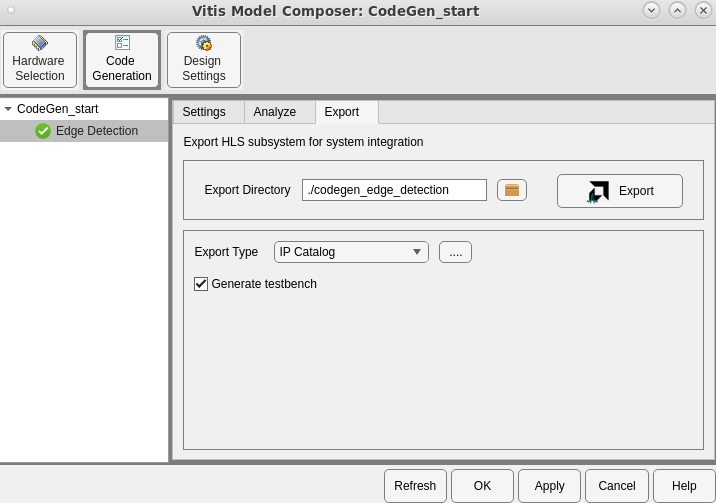 Vitis Model Composer: CodeGen_start
Hardware
Selection
Code
Generation
Design
Settings
CodeGen_start
Edge Detection
Settings
Analyze
Export
Export HLS subsystem for system integration
Export Directory
./codegen_edge_detection
Export
Export Type
IP Catalog
....
Generate testbench
Refresh
OK
Apply
Cancel
Help